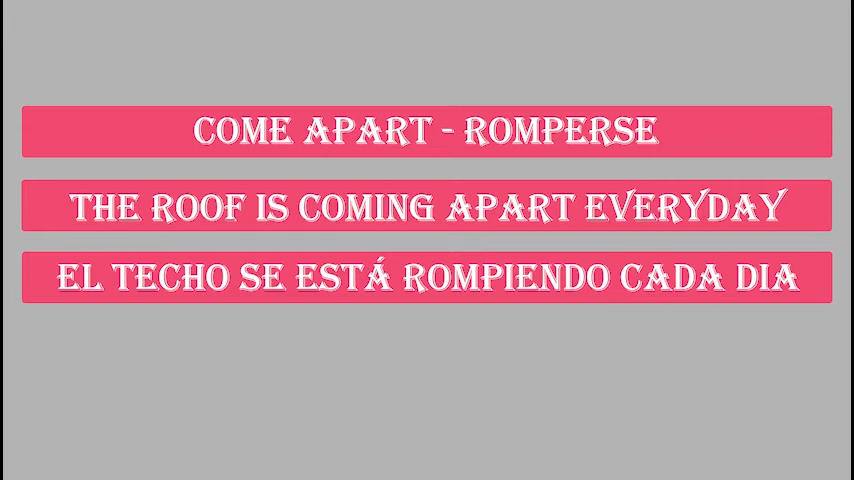 COME APART - ROMPERSE
THE ROOF IS COMING APART EVERYDAY
EL TECHO SE ESTÁ ROMPIENDO CADA DIA